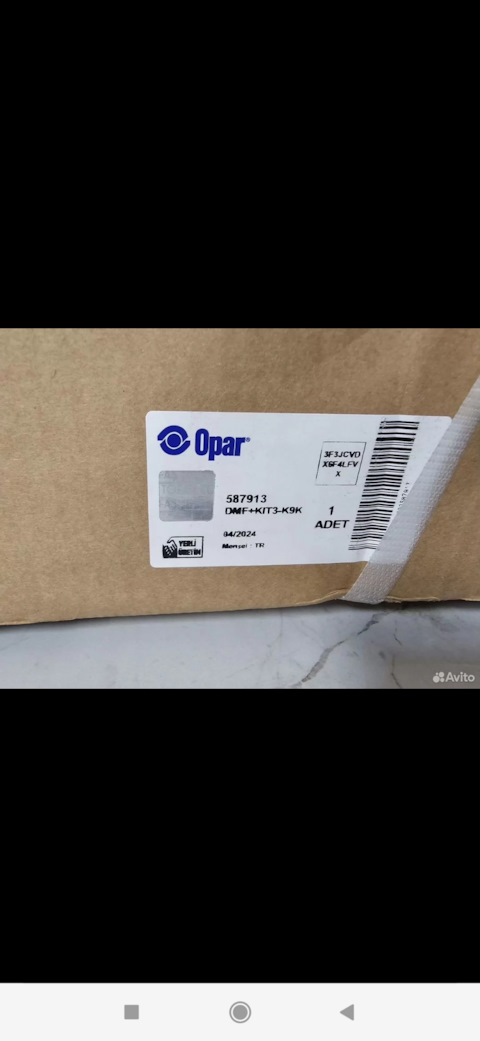 Opar®
3F3JCVD
X6F4LFV
X
587913
DMF+KIT3-K9K
1
ADET
04/2024
YERLİ
ÜRETİM
Menşei : TR
Avito